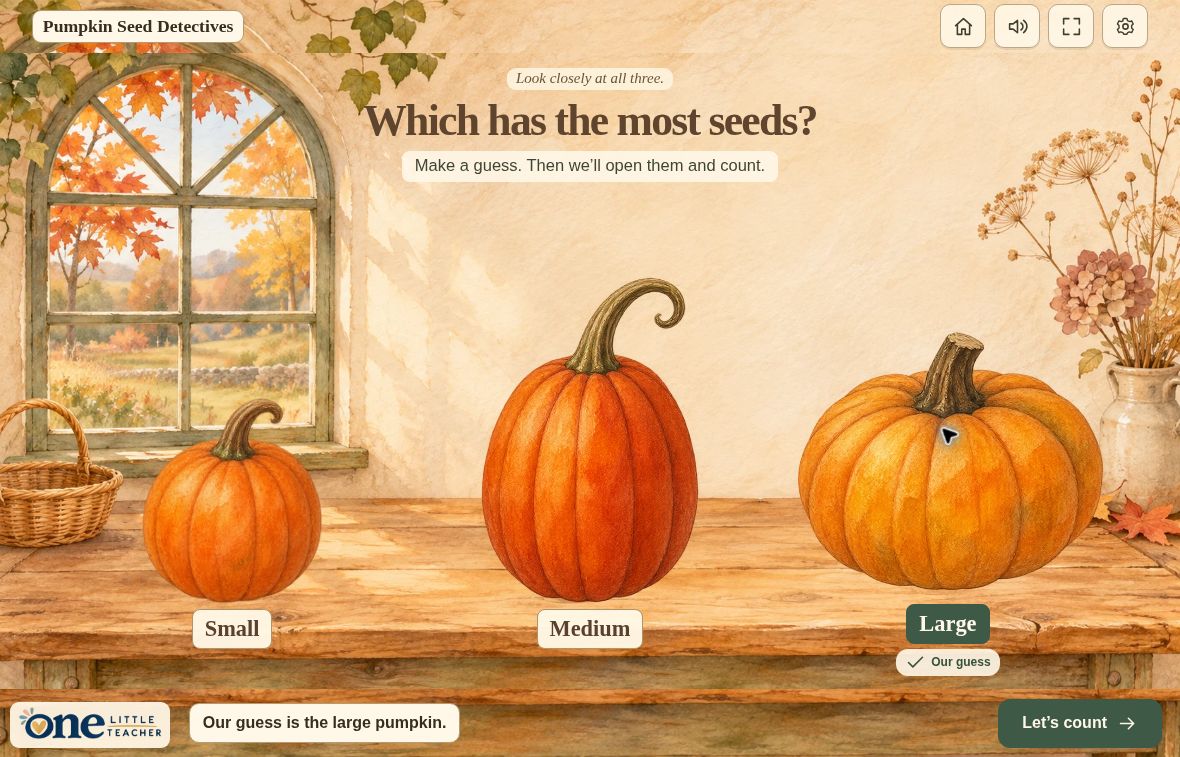 Pumpkin Seed Detectives
Look closely at all three.
Which has the most seeds?
Make a guess. Then we’ll open them and count.
Small
Medium
Large
Our guess
one LITTLE TEACHER
Our guess is the large pumpkin.
Let’s count